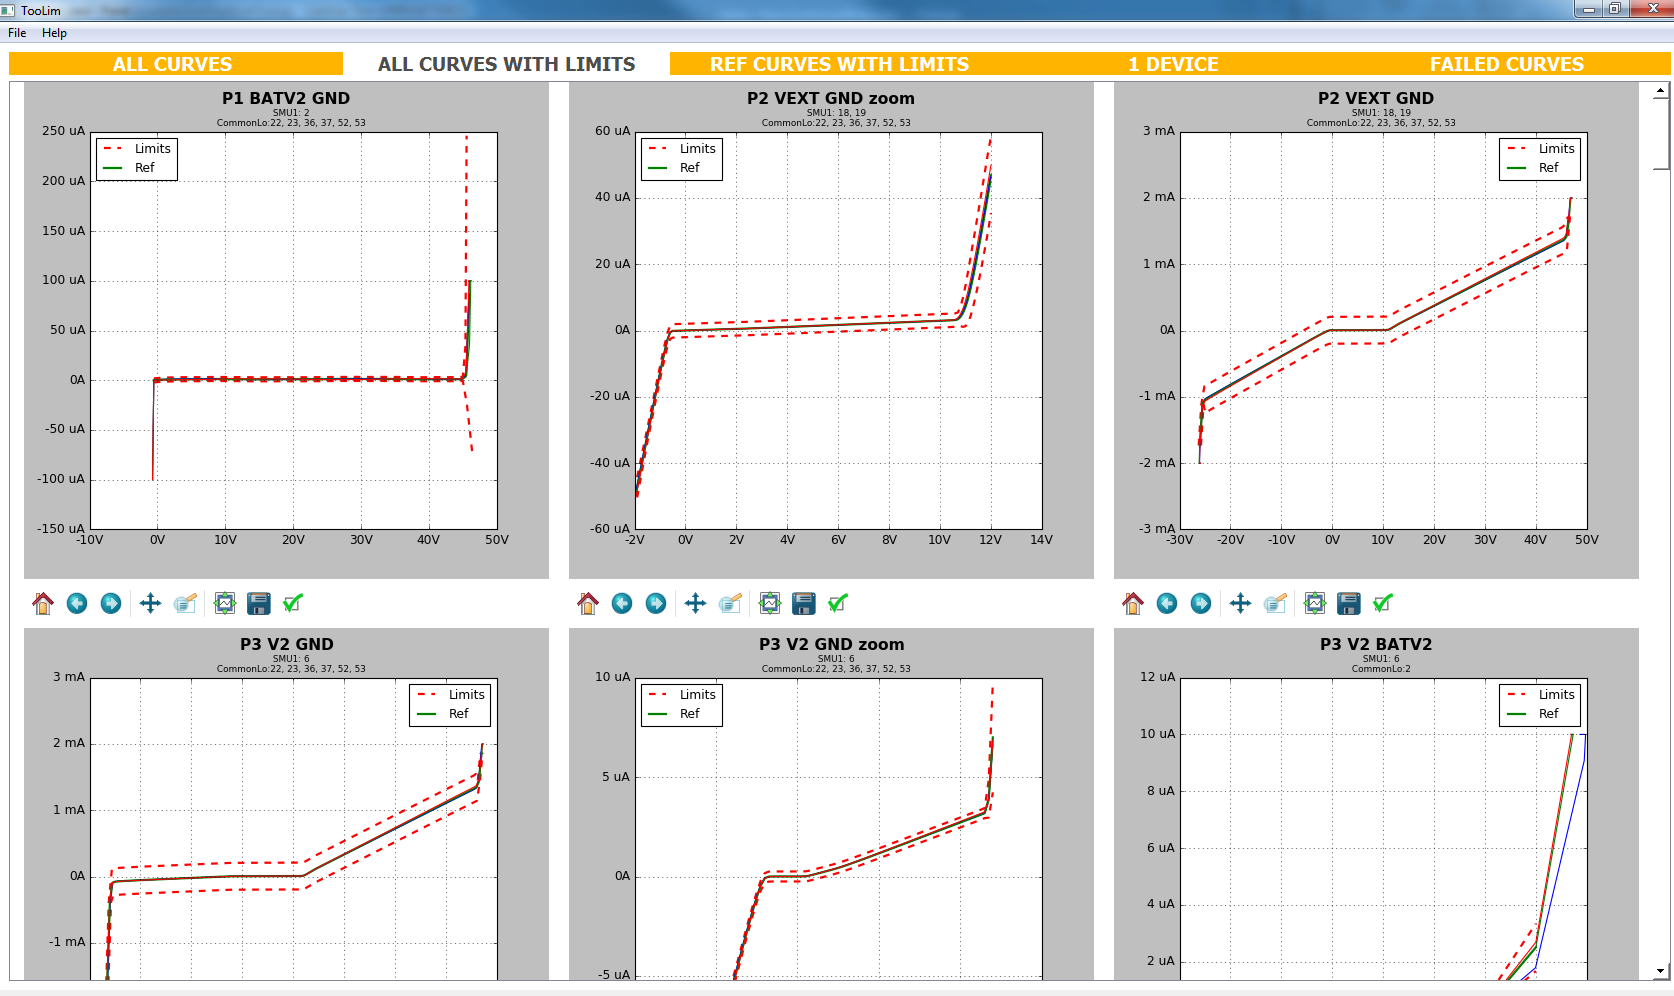 TooLim
File Help
ALL CURVES
ALL CURVES WITH LIMITS
REF CURVES WITH LIMITS
1 DEVICE
FAILED CURVES
P1 BATV2 GND
SMU1: 2
CommonLo:22, 23, 36, 37, 52, 53
250 uA
200 uA
150 uA
100 uA
50 uA
0A
-50 uA
-100 uA
-150 uA
-10V 0V 10V 20V 30V 40V 50V
Limits
Ref
P2 VEXT GND zoom
SMU1: 18, 19
CommonLo:22, 23, 36, 37, 52, 53
60 uA
40 uA
20 uA
0A
-20 uA
-40 uA
-60 uA
-2V 0V 2V 4V 6V 8V 10V 12V 14V
Limits
Ref
P2 VEXT GND
SMU1: 18, 19
CommonLo:22, 23, 36, 37, 52, 53
3 mA
2 mA
1 mA
0A
-1 mA
-2 mA
-3 mA
-30V -20V -10V 0V 10V 20V 30V 40V 50V
Limits
Ref
P3 V2 GND
SMU1: 6
CommonLo:22, 23, 36, 37, 52, 53
3 mA
2 mA
1 mA
0A
-1 mA
Limits
Ref
P3 V2 GND zoom
SMU1: 6
CommonLo:22, 23, 36, 37, 52, 53
10 uA
5 uA
0A
-5 uA
Limits
Ref
P3 V2 BATV2
SMU1: 6
CommonLo:2
12 uA
10 uA
8 uA
6 uA
4 uA
2 uA
Limits
Ref